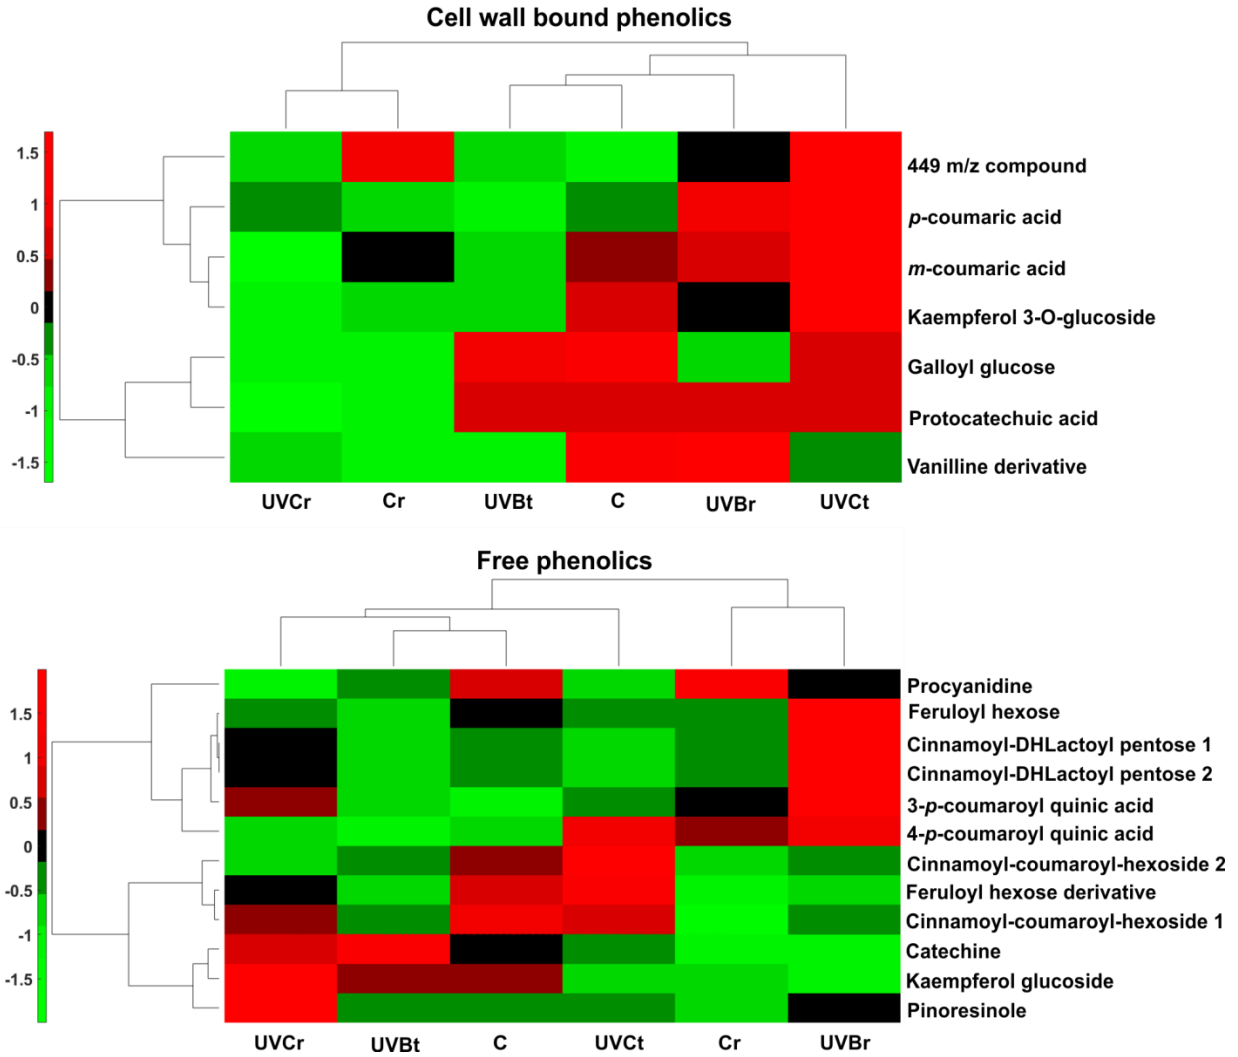 Cell wall bound phenolics
1.5
1
0.5
0
-0.5
-1
-1.5
449 m/z compound
p-coumaric acid
m-coumaric acid
Kaempferol 3-O-glucoside
Galloyl glucose
Protocatechuic acid
Vanilline derivative
UVCr Cr UVBt C UVBr UVCt
Free phenolics
1.5
1
0.5
0
-0.5
-1
-1.5
Procyanidine
Feruloyl hexose
Cinnamoyl-DHLactoyl pentose 1
Cinnamoyl-DHLactoyl pentose 2
3-p-coumaroyl quinic acid
4-p-coumaroyl quinic acid
Cinnamoyl-coumaroyl-hexoside 2
Feruloyl hexose derivative
Cinnamoyl-coumaroyl-hexoside 1
Catechine
Kaempferol glucoside
Pinoresinole
UVCr UVBt C UVCt Cr UVBr